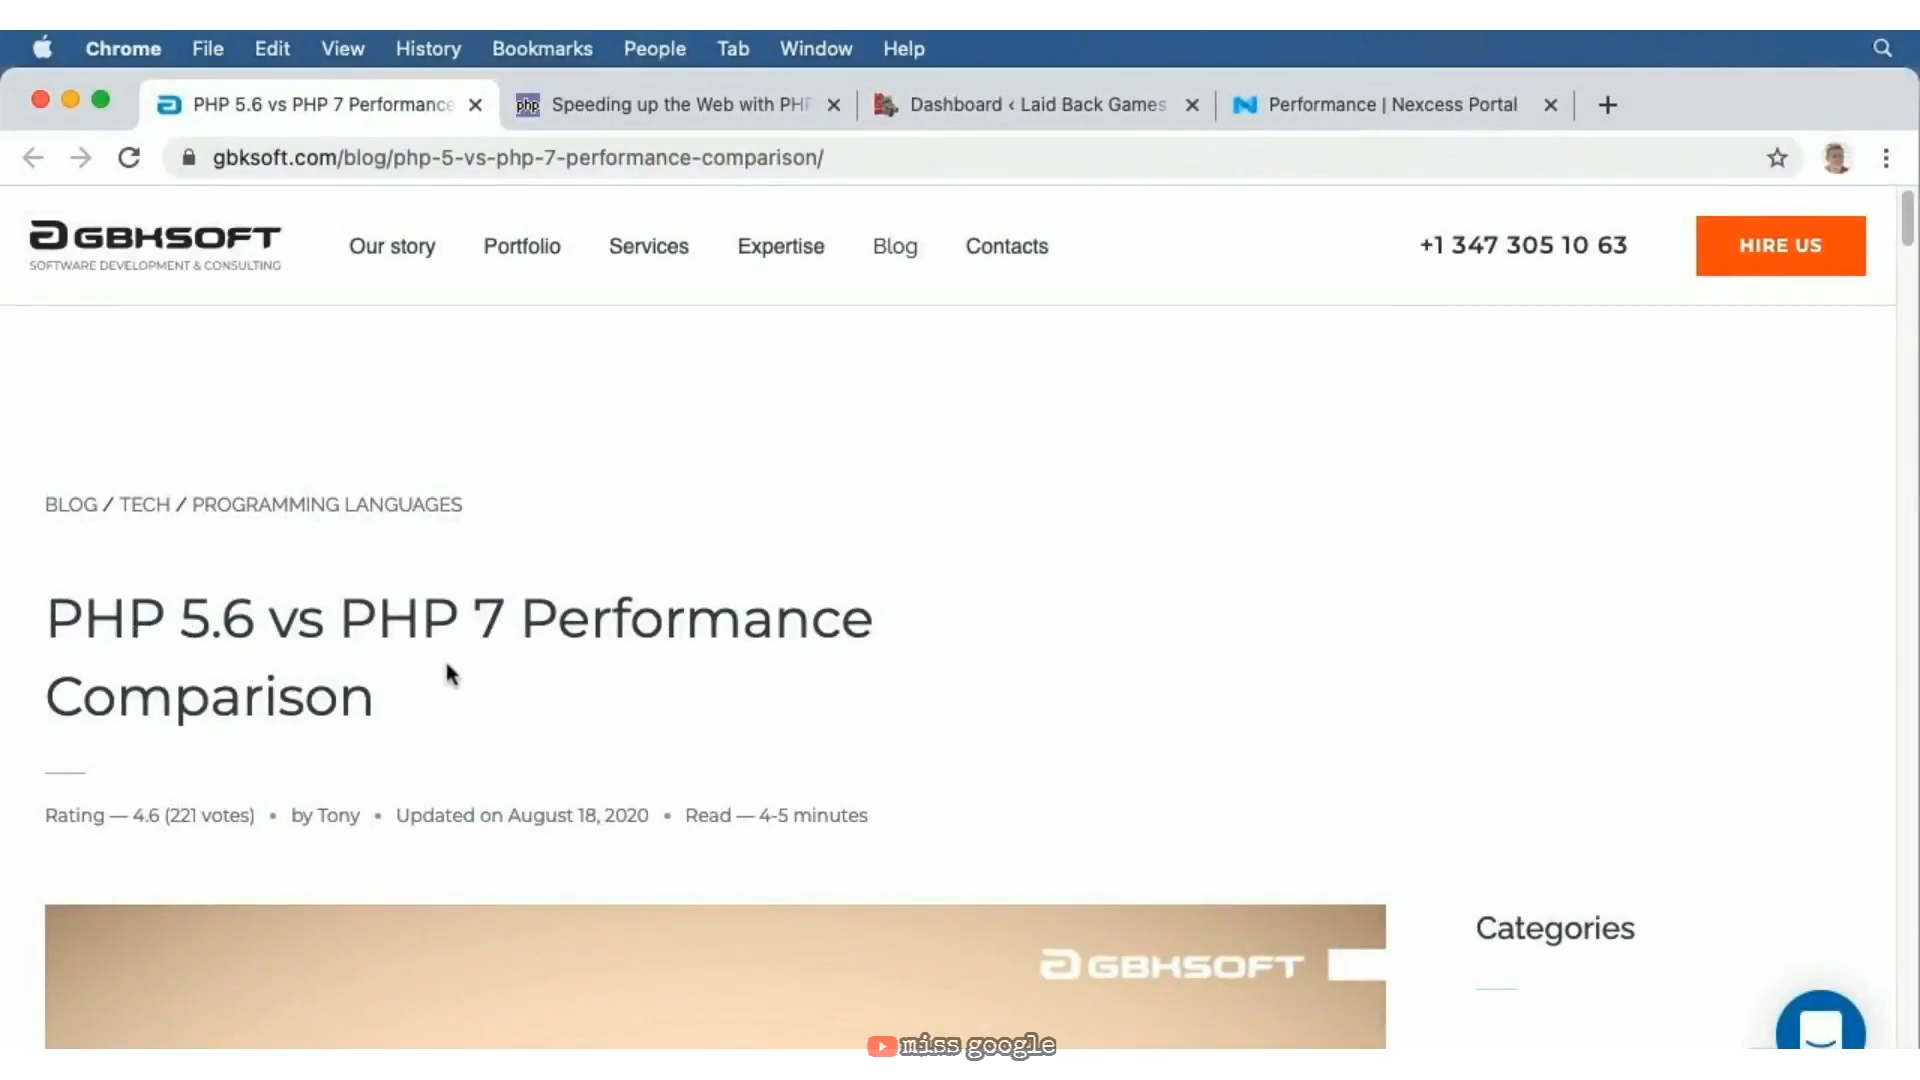 Chrome File Edit View History Bookmarks People Tab Window Help
PHP 5.6 vs PHP 7 Performance
php Speeding up the Web with PHP
Dashboard ‹ Laid Back Games
Performance | Nexcess Portal
gbksoft.com/blog/php-5-vs-php-7-performance-comparison/
GBKSOFT
SOFTWARE DEVELOPMENT & CONSULTING
Our story Portfolio Services Expertise Blog Contacts
+1 347 305 10 63
HIRE US
BLOG / TECH / PROGRAMMING LANGUAGES
PHP 5.6 vs PHP 7 Performance
Comparison
Rating — 4.6 (221 votes) • by Tony • Updated on August 18, 2020 • Read — 4-5 minutes
GBKSOFT
Categories
miss google